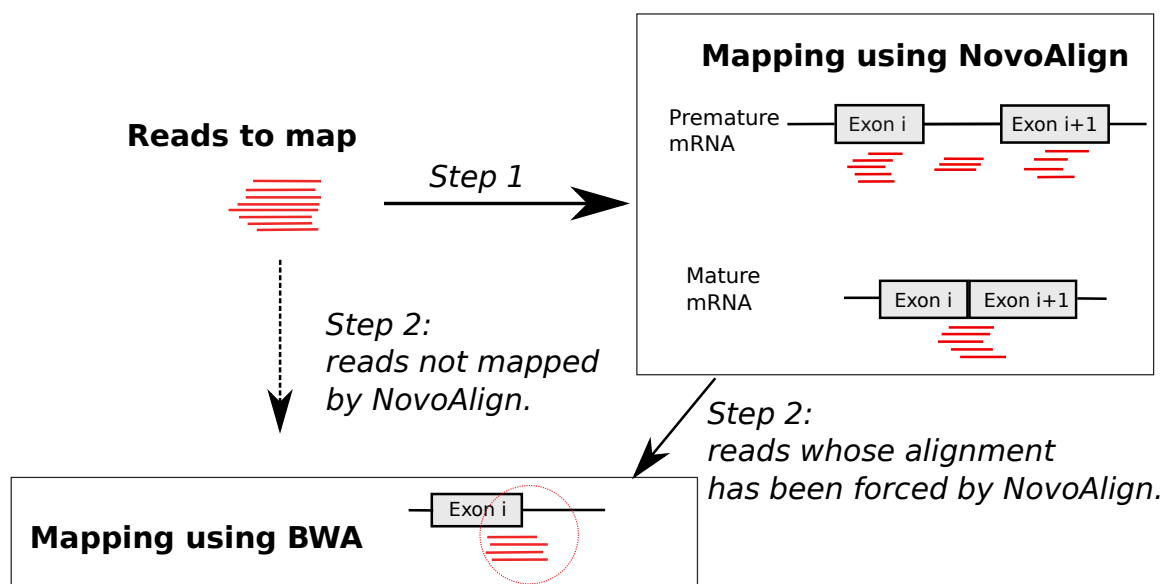 Mapping using NovoAlign
Premature
mRNA
Exon i
Exon i+1
Reads to map
Step 1
Mature
mRNA
Exon i
Exon i+1
Step 2:
reads not mapped
by NovoAlign.
Step 2:
reads whose alignment
has been forced by NovoAlign.
Exon i
Mapping using BWA